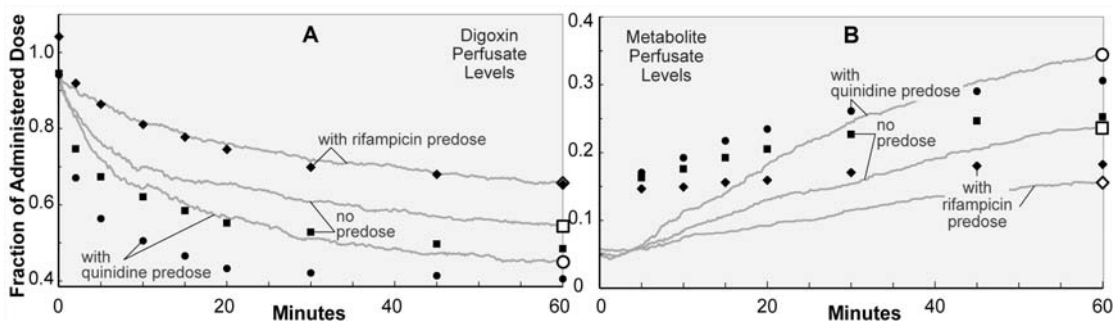 A
Digoxin
Perfusate
Levels
with rifampicin predose
no
predose
with
quinidine predose
Fraction of Administered Dose
1.0
0.8
0.6
0.4
0
20
40
60
Minutes
B
Metabolite
Perfusate
Levels
with
quinidine predose
no
predose
with
rifampicin
predose
0.4
0.3
0.2
0.1
0
0
20
40
60
Minutes